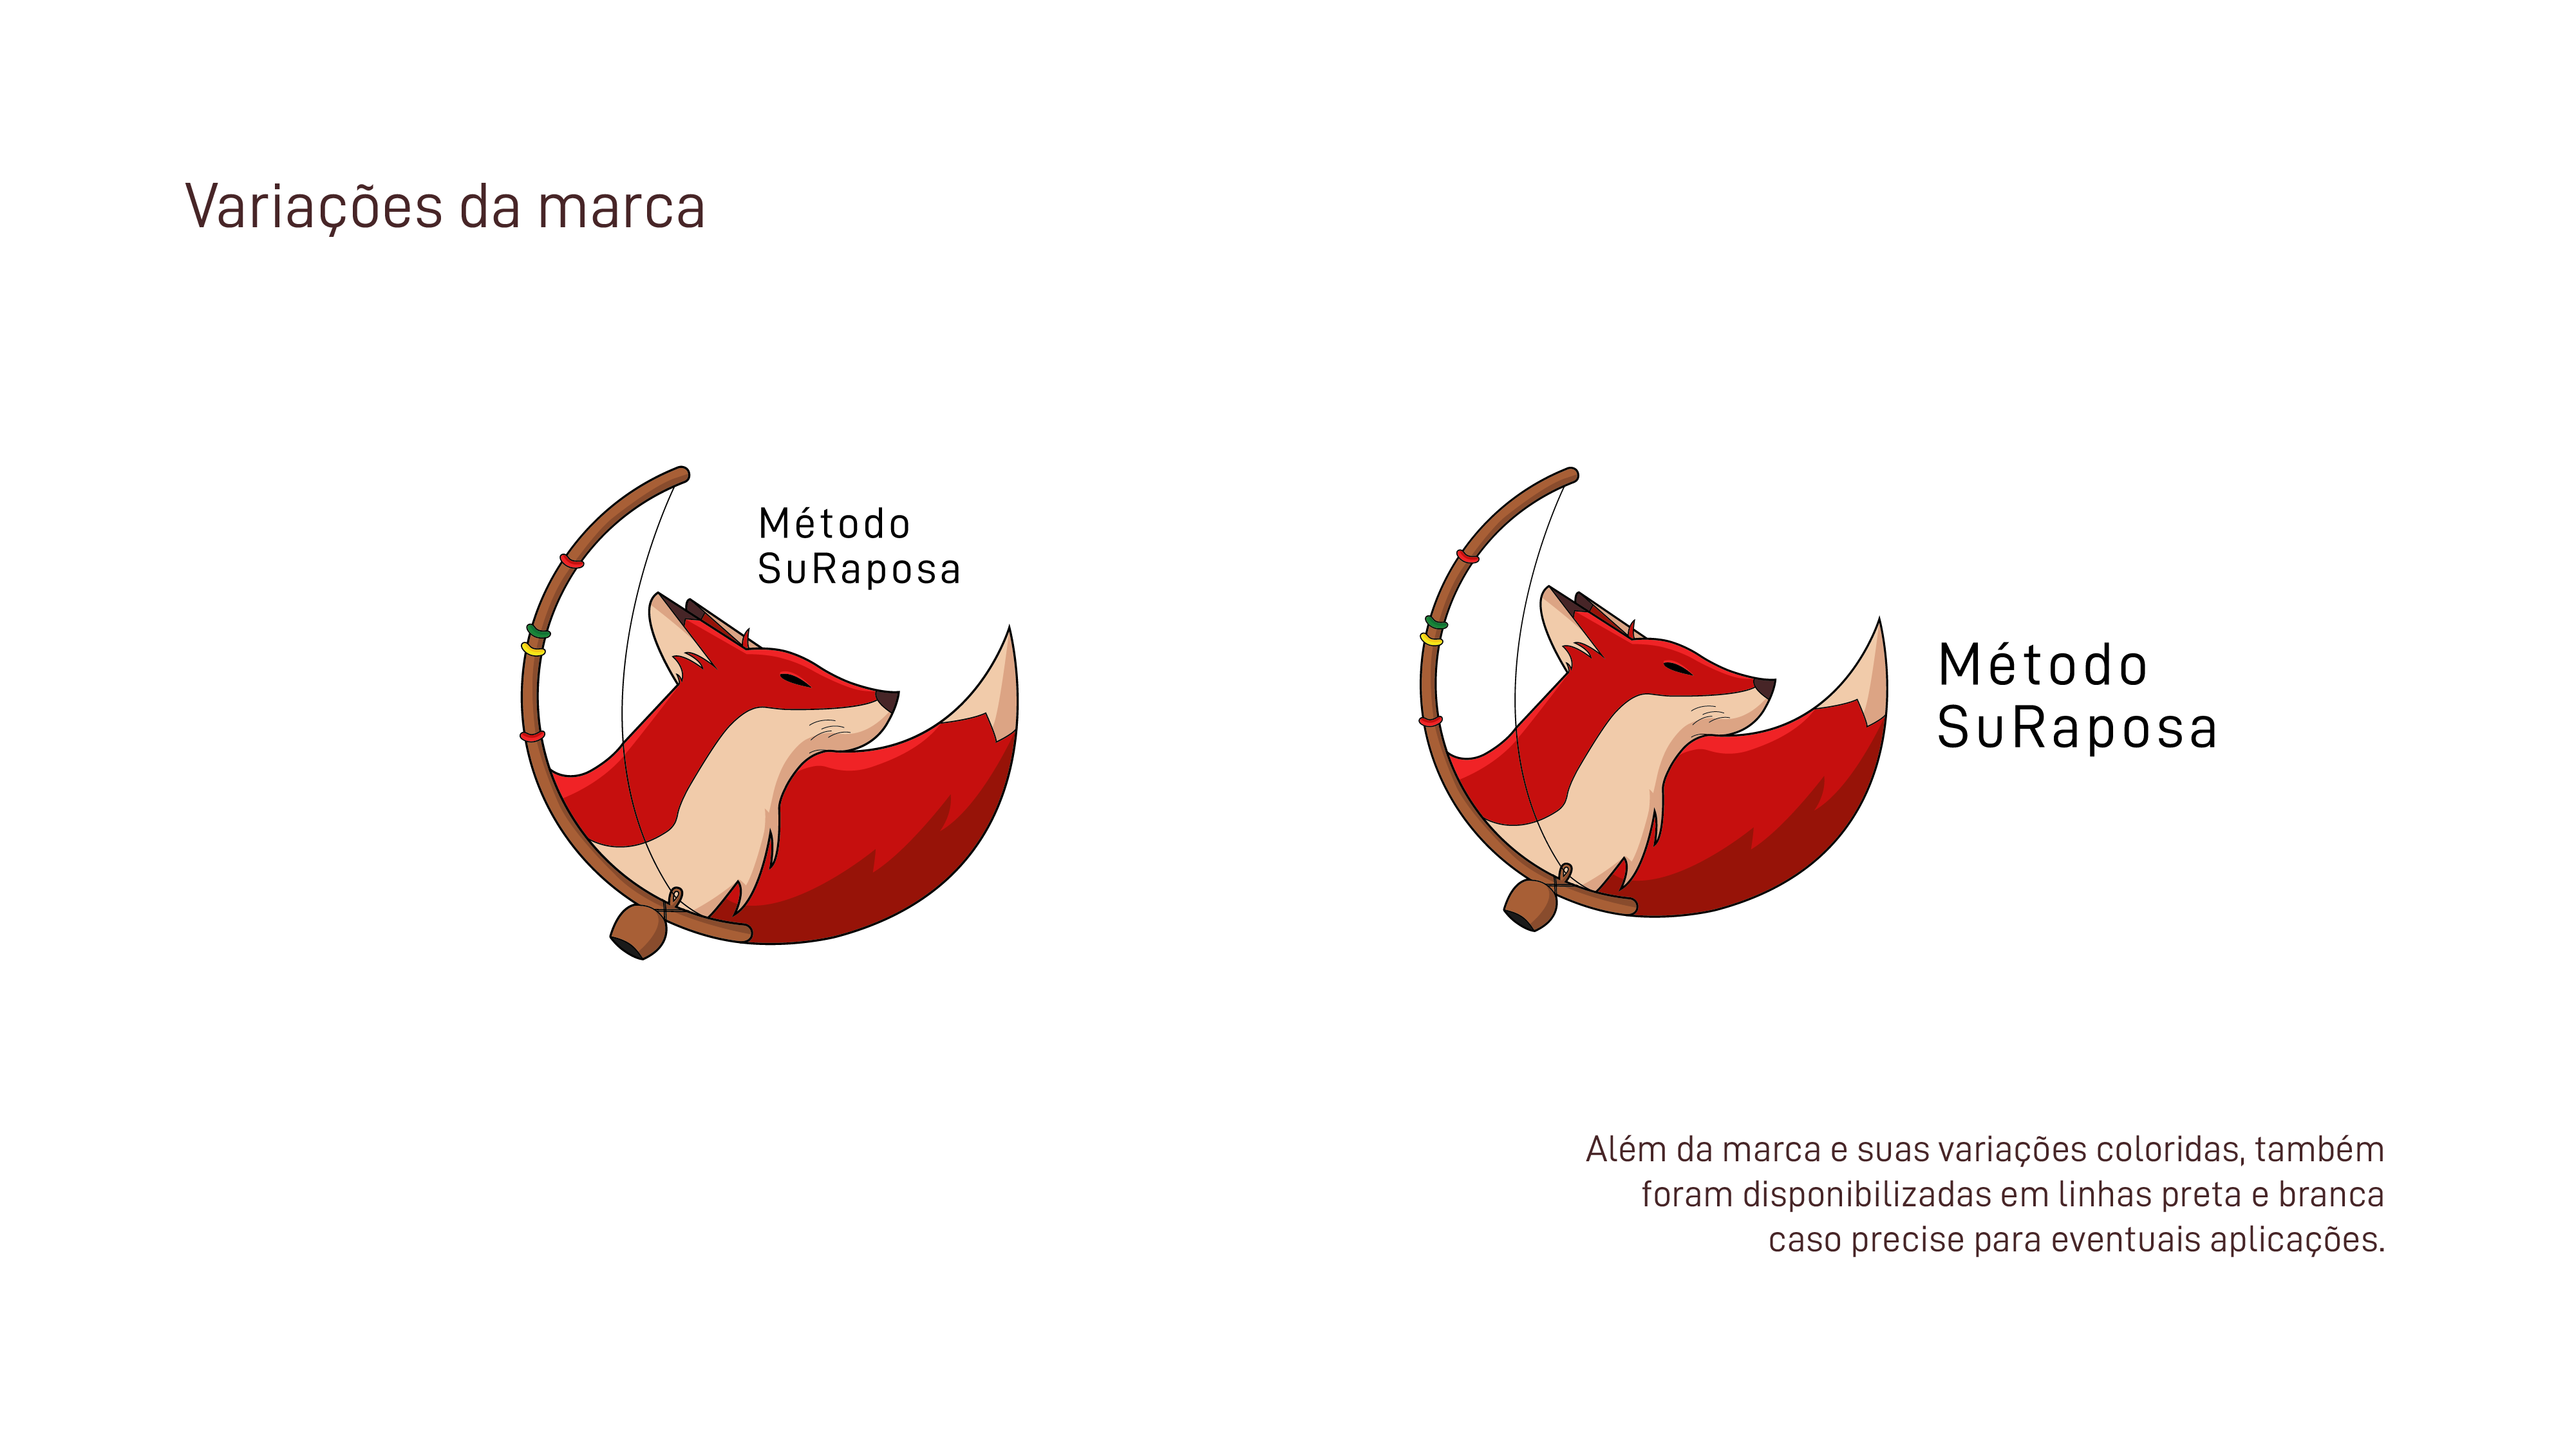 Variações da marca
Método
SuRaposa
Método
SuRaposa
Além da marca e suas variações coloridas, também
foram disponibilizadas em linhas preta e branca
caso precise para eventuais aplicações.